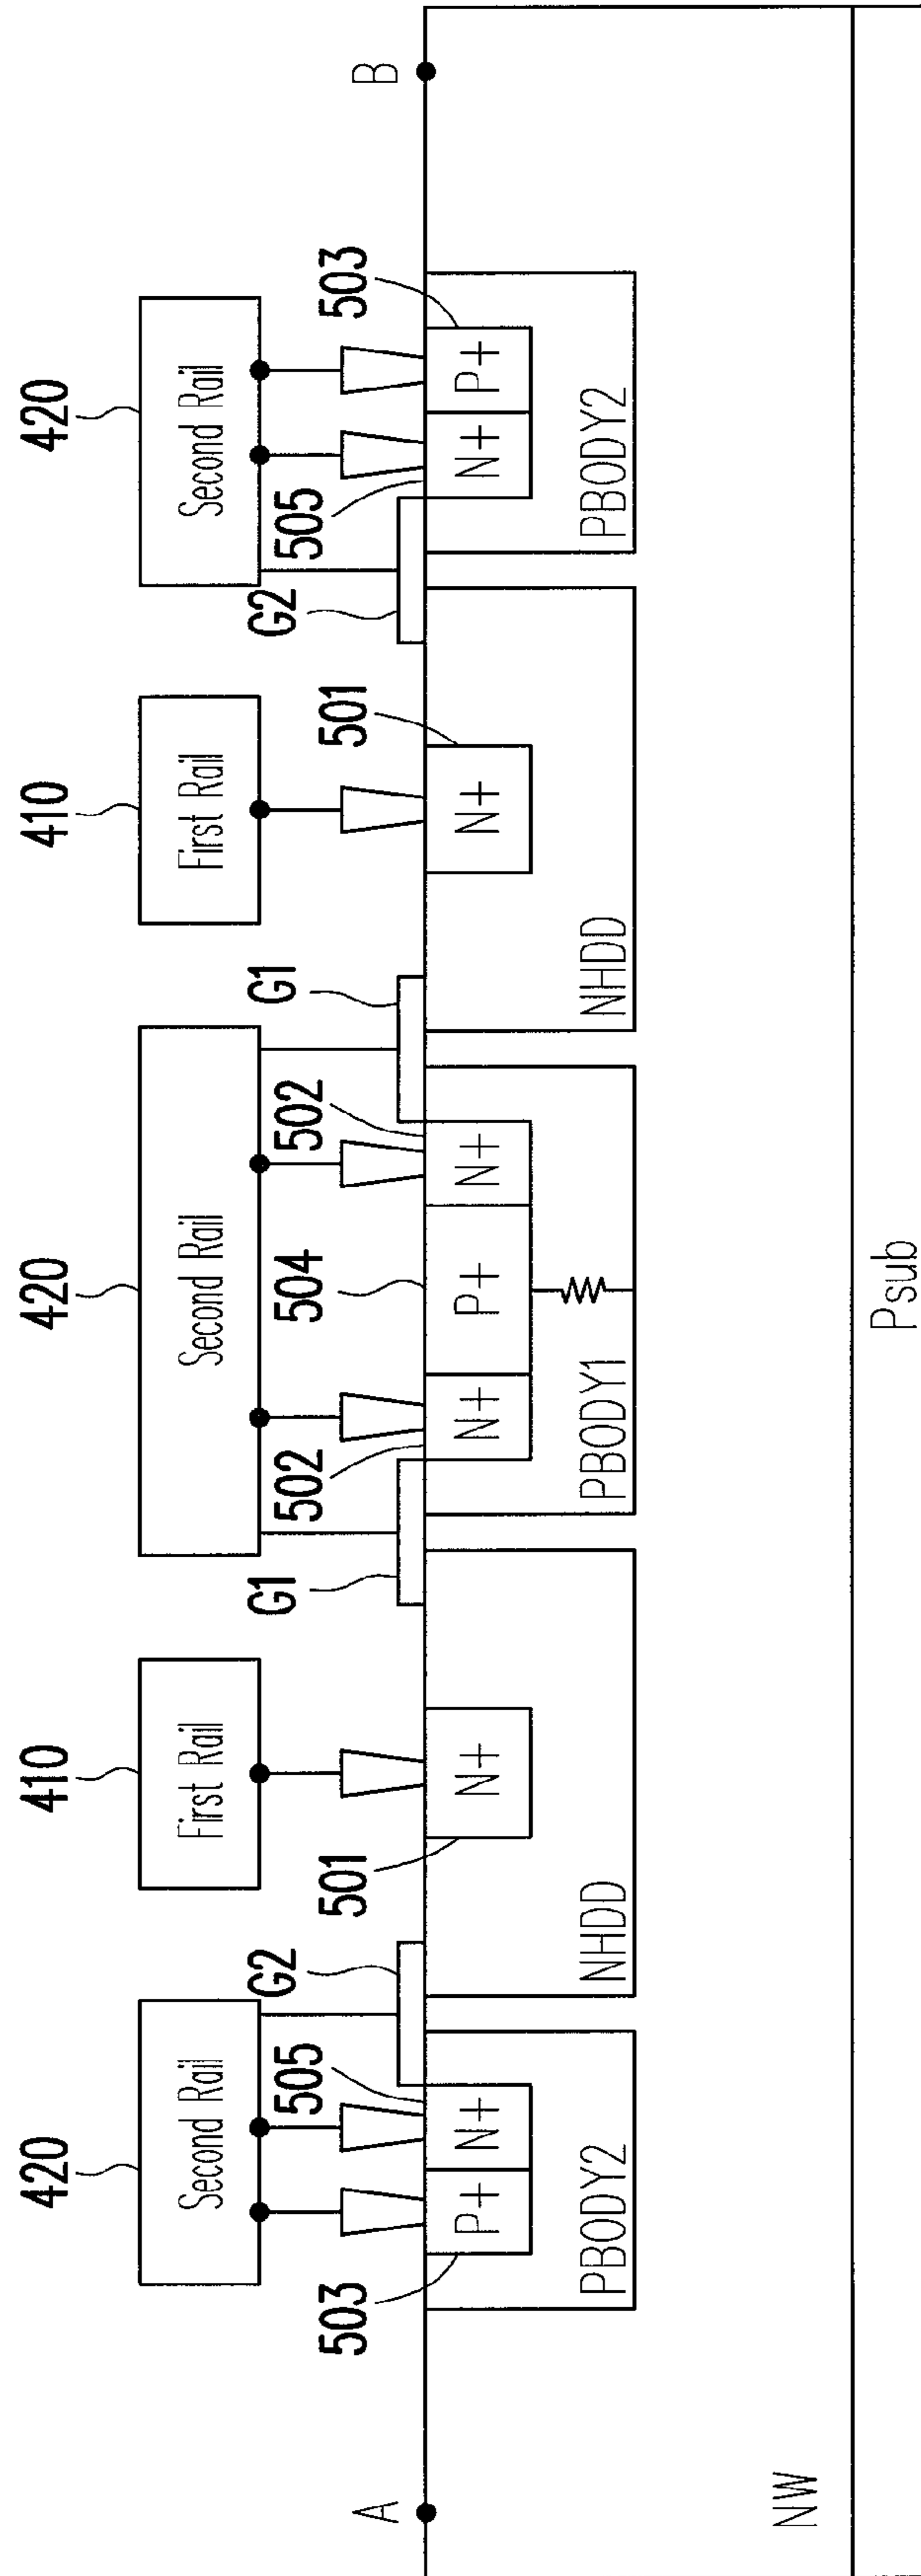 420 410 420 410 420
Second Rail First Rail Second Rail First Rail Second Rail
G2 G1 G1 G2
505 502 504 502 505
503 501 501 503
A B
P+ N+ N+ N+ P+ N+ N+ N+ P+
PBODY2 NHDD PBODY1 NHDD PBODY2
NW
Psub